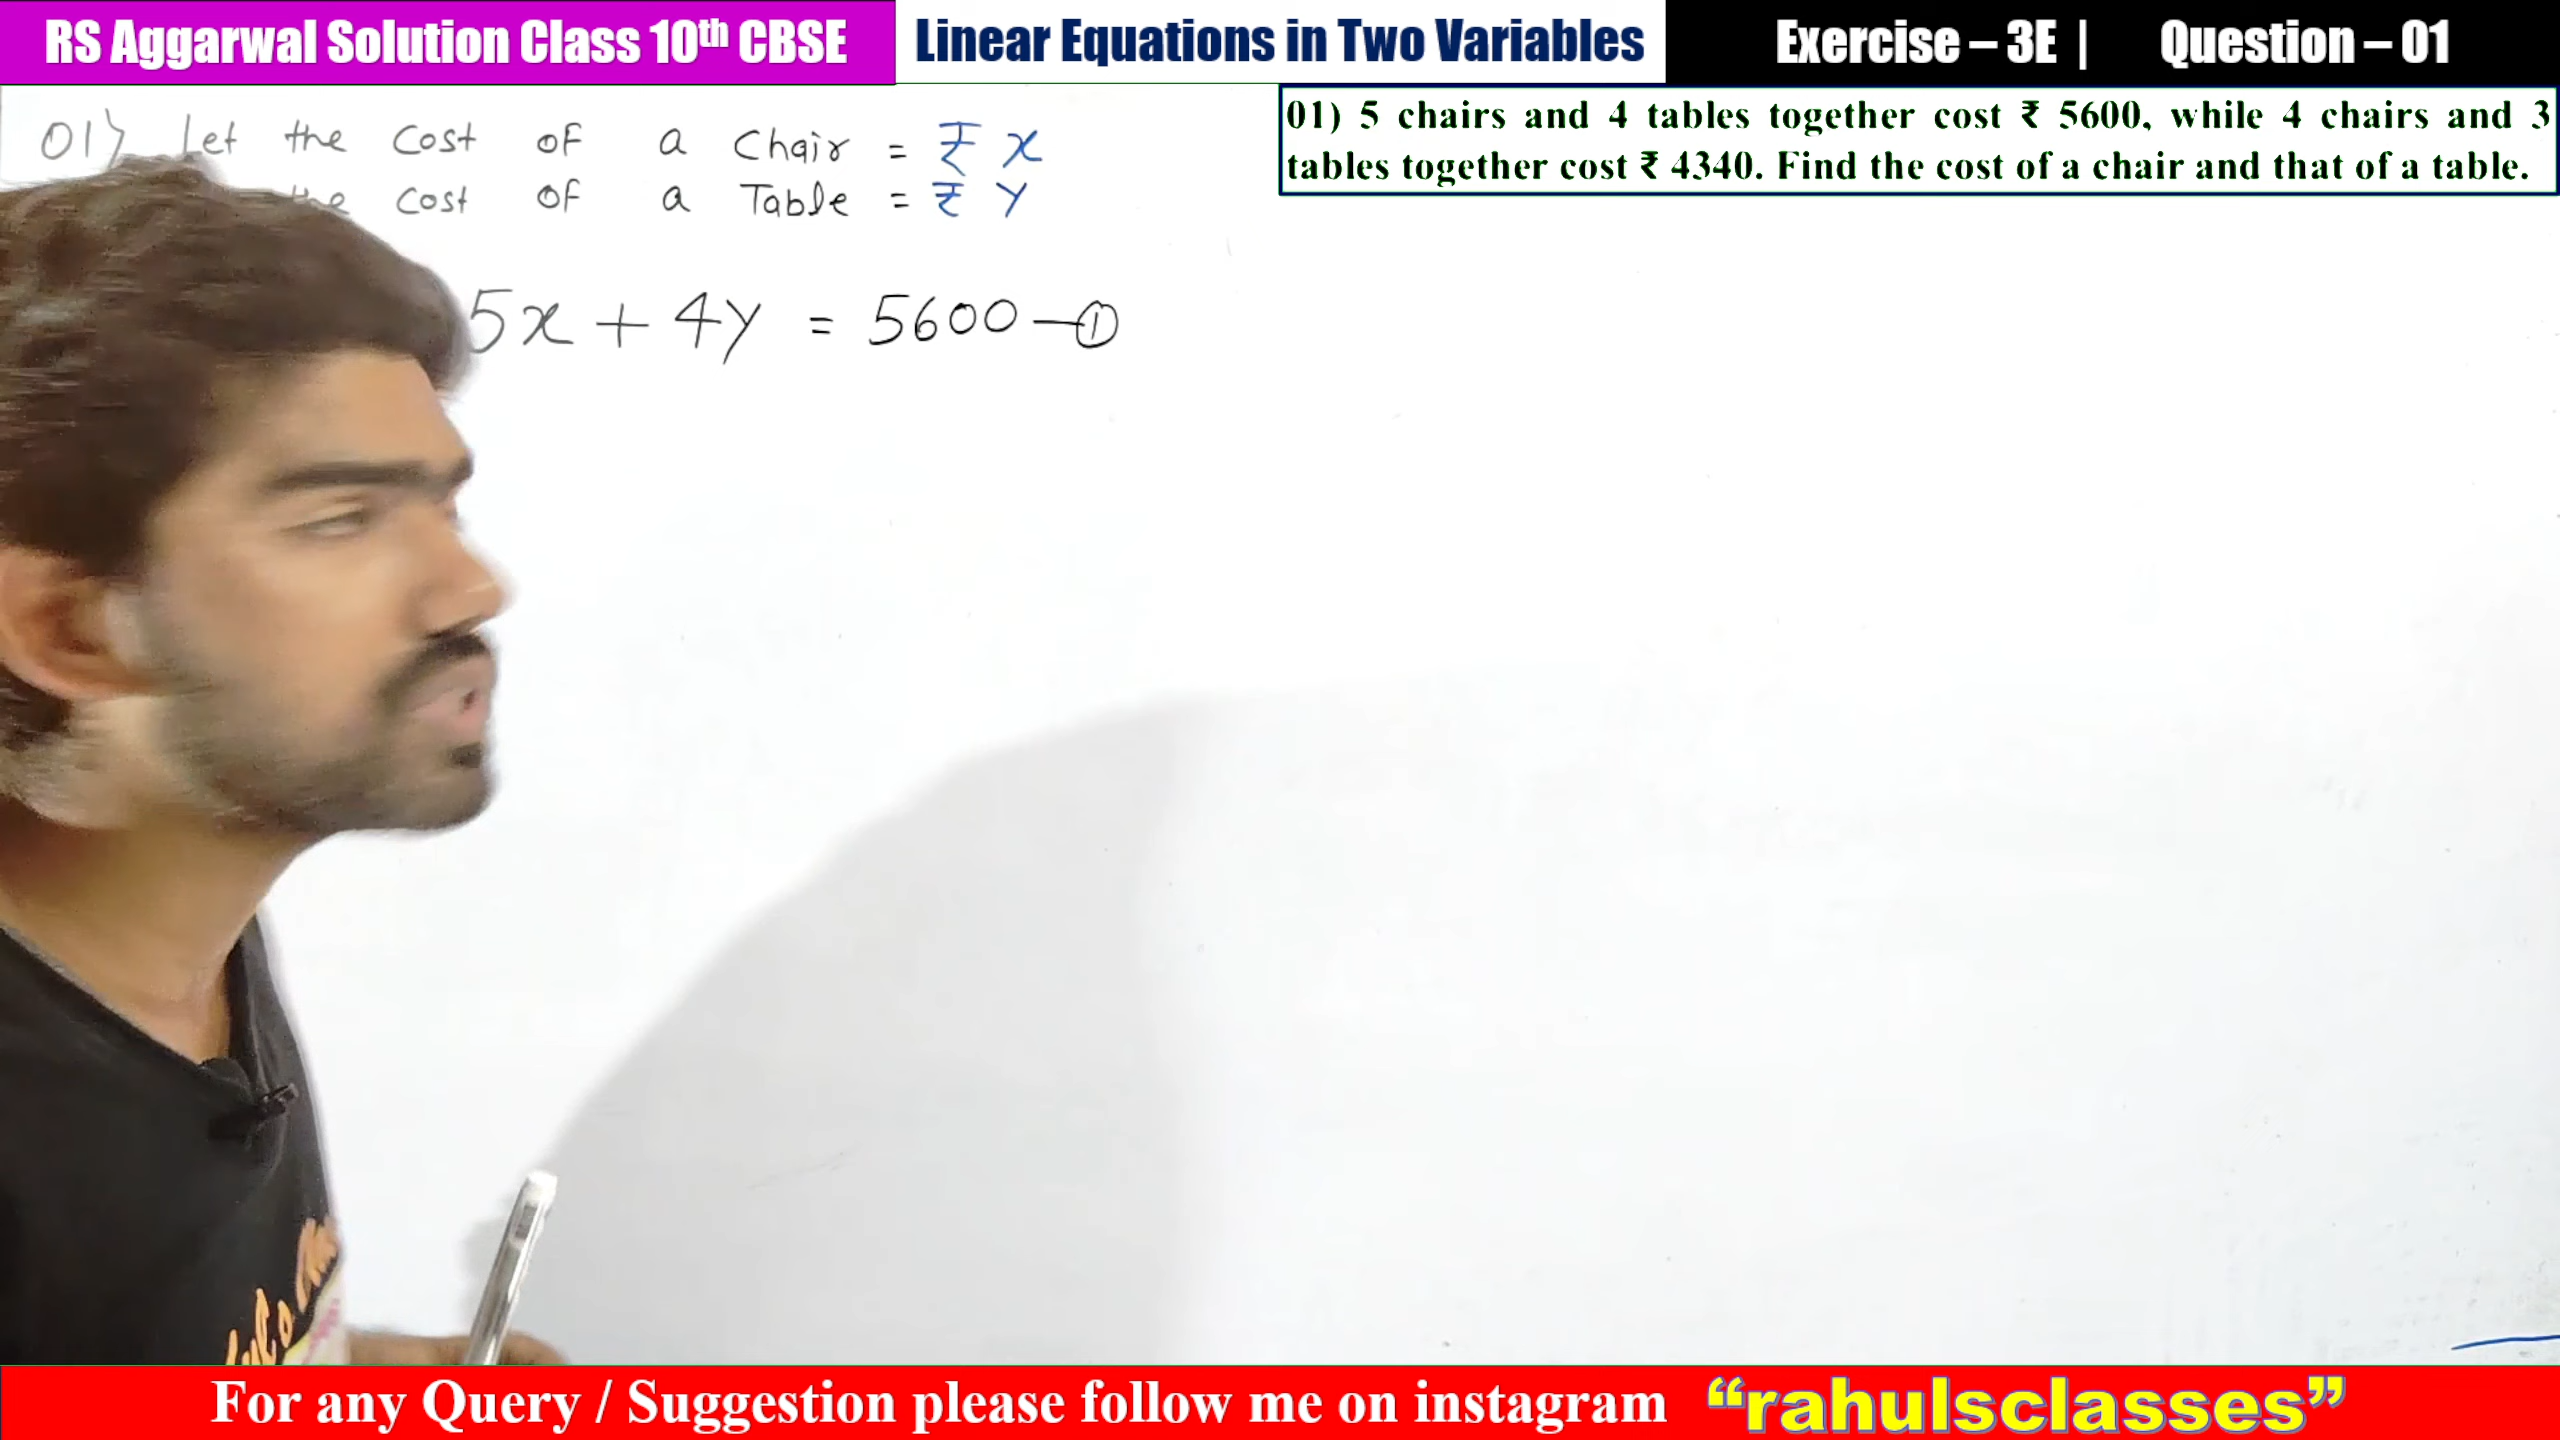 RS Aggarwal Solution Class 10th CBSE
Linear Equations in Two Variables
Exercise – 3E |
Question – 01
01) 5 chairs and 4 tables together cost ₹ 5600, while 4 chairs and 3
tables together cost ₹ 4340. Find the cost of a chair and that of a table.
01) Let the cost of a Chair = ₹ x
the cost of a Table = ₹ y
5x + 4y = 5600 — ①
For any Query / Suggestion please follow me on instagram
“rahulsclasses”